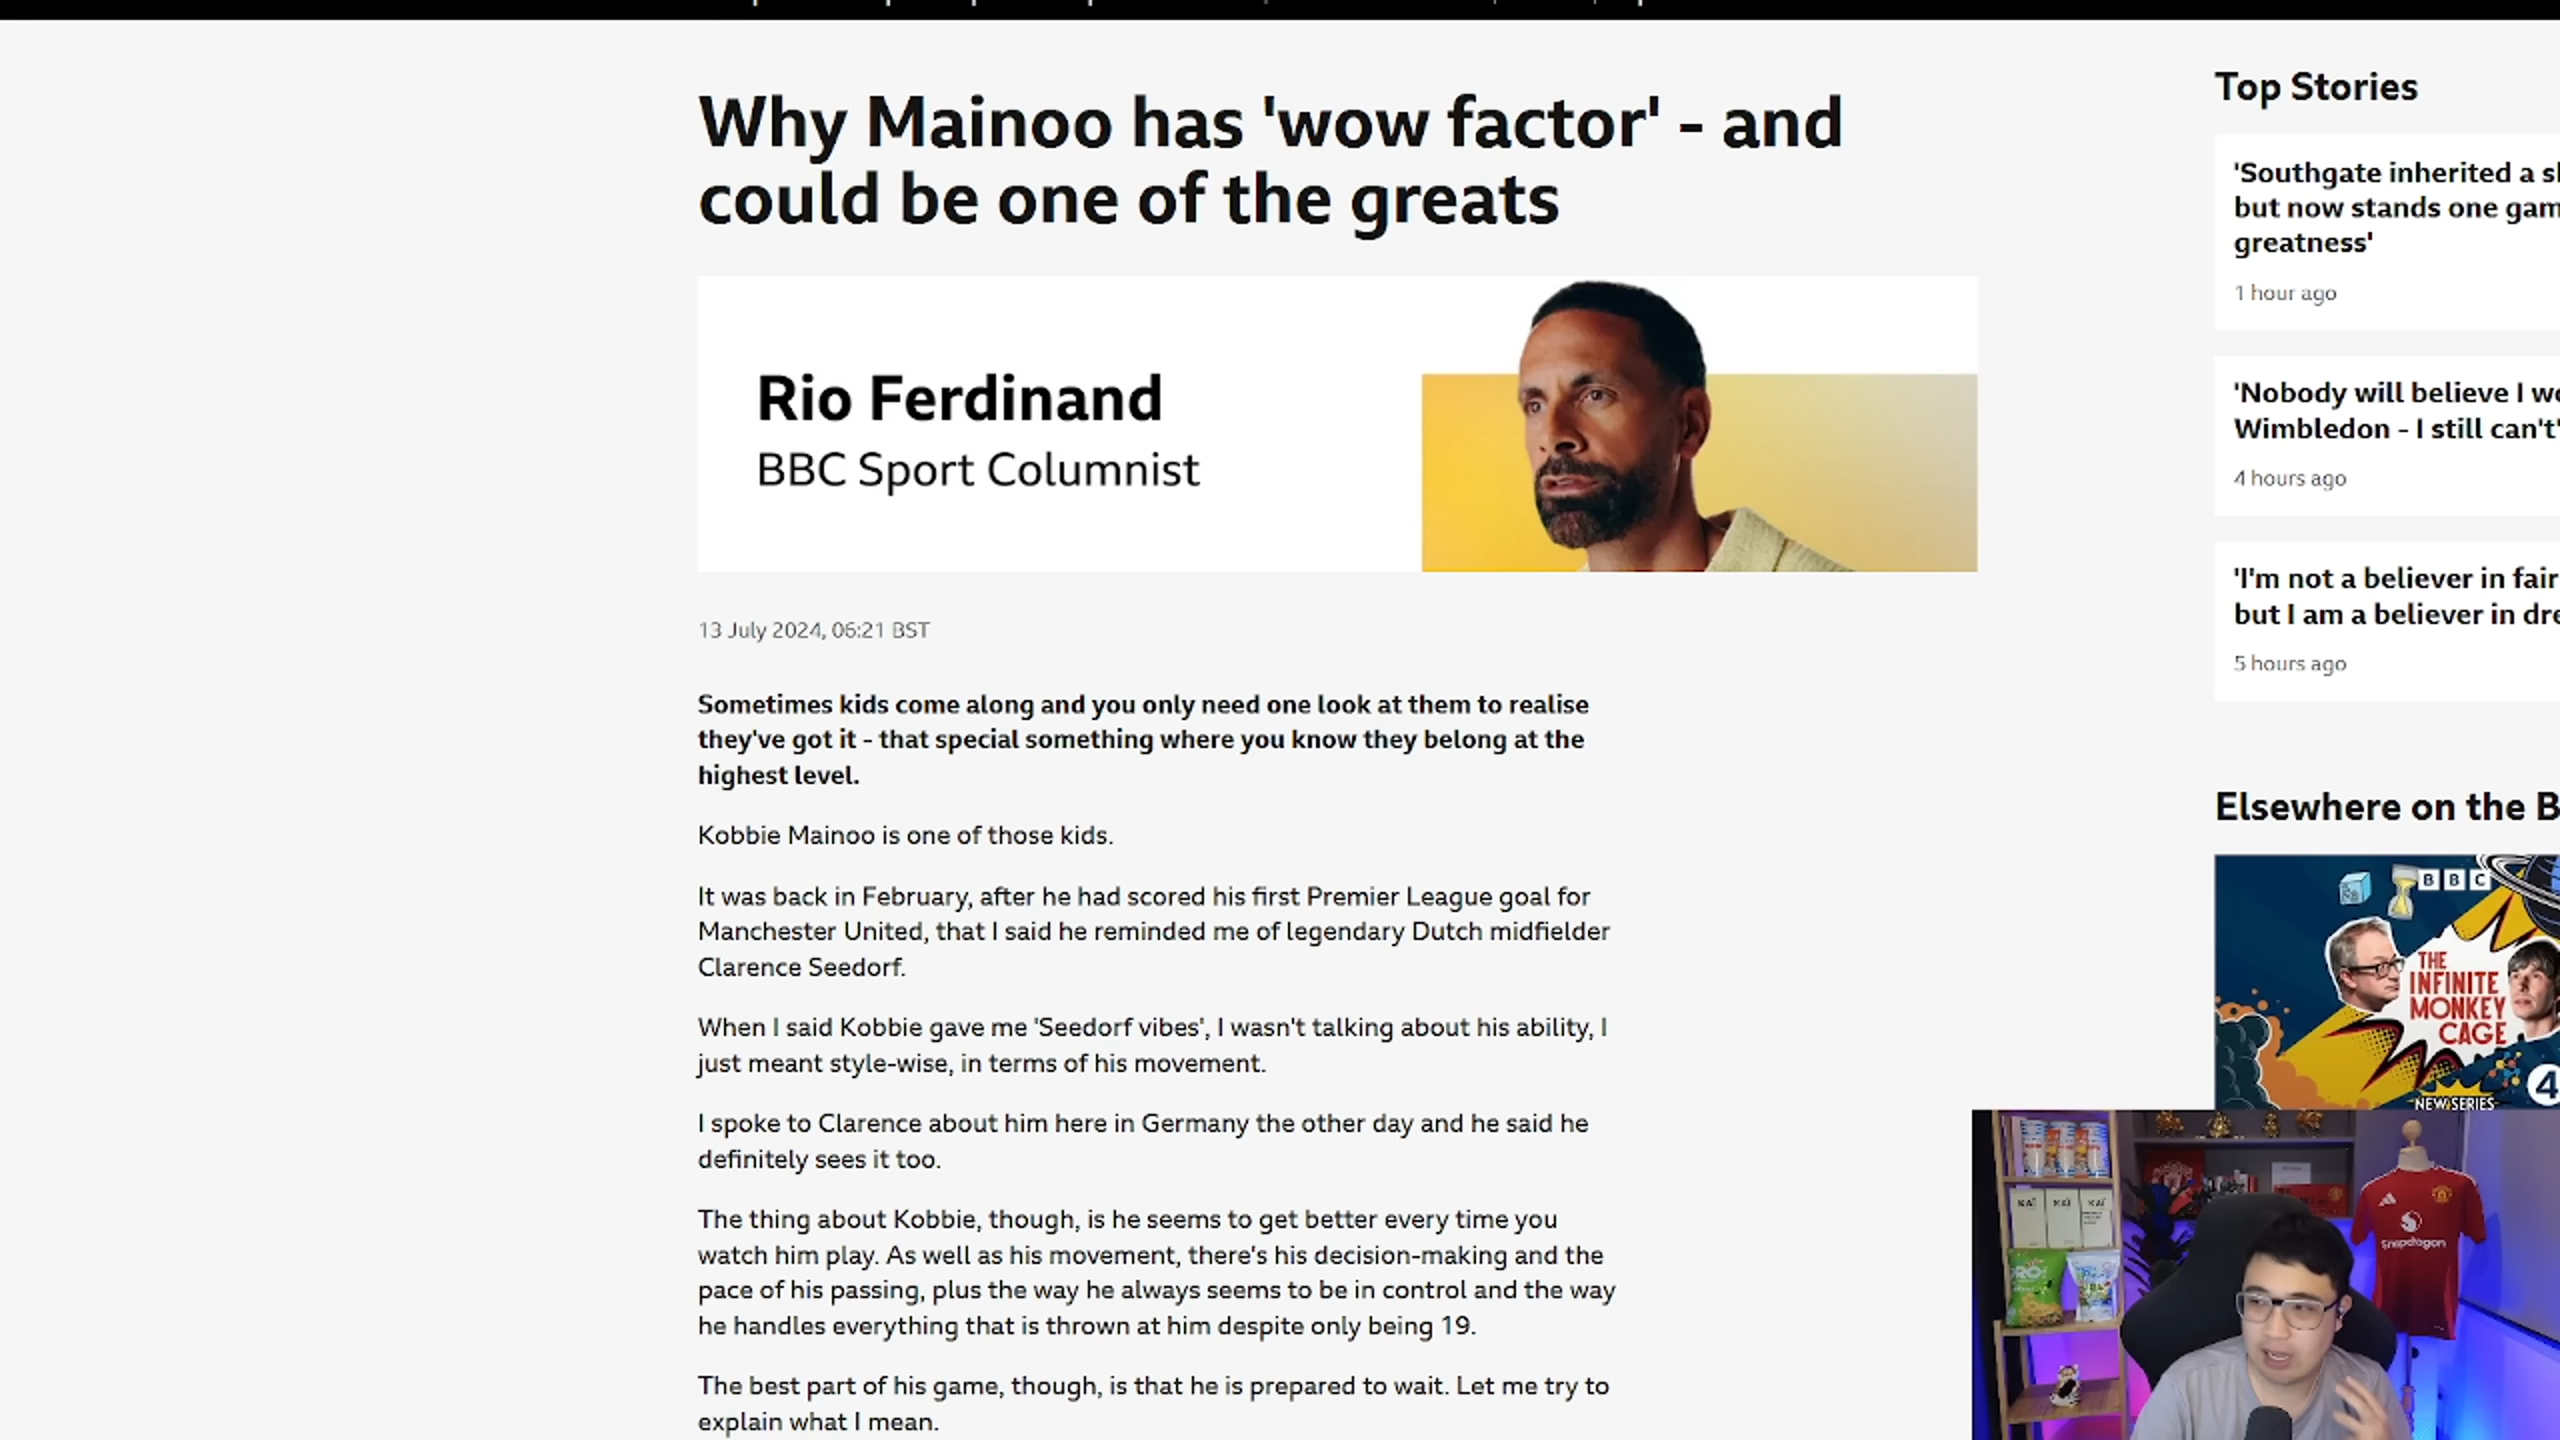 Why Mainoo has 'wow factor' - and
could be one of the greats
Rio Ferdinand
BBC Sport Columnist
13 July 2024, 06:21 BST
Sometimes kids come along and you only need one look at them to realise
they've got it - that special something where you know they belong at the
highest level.
Kobbie Mainoo is one of those kids.
It was back in February, after he had scored his first Premier League goal for
Manchester United, that I said he reminded me of legendary Dutch midfielder
Clarence Seedorf.
When I said Kobbie gave me 'Seedorf vibes', I wasn't talking about his ability, I
just meant style-wise, in terms of his movement.
I spoke to Clarence about him here in Germany the other day and he said he
definitely sees it too.
The thing about Kobbie, though, is he seems to get better every time you
watch him play. As well as his movement, there's his decision-making and the
pace of his passing, plus the way he always seems to be in control and the way
he handles everything that is thrown at him despite only being 19.
The best part of his game, though, is that he is prepared to wait. Let me try to
explain what I mean.
Top Stories
'Southgate inherited a
but now stands one
greatness'
1 hour ago
'Nobody will believe I
Wimbledon - I still can't'
4 hours ago
'I'm not a believer in
but I am a believer in
5 hours ago
Elsewhere on the
BBC
THE
INFINITE
MONKEY
CAGE
4
NEW SERIES
KAI KAI KAI
Snapdragon